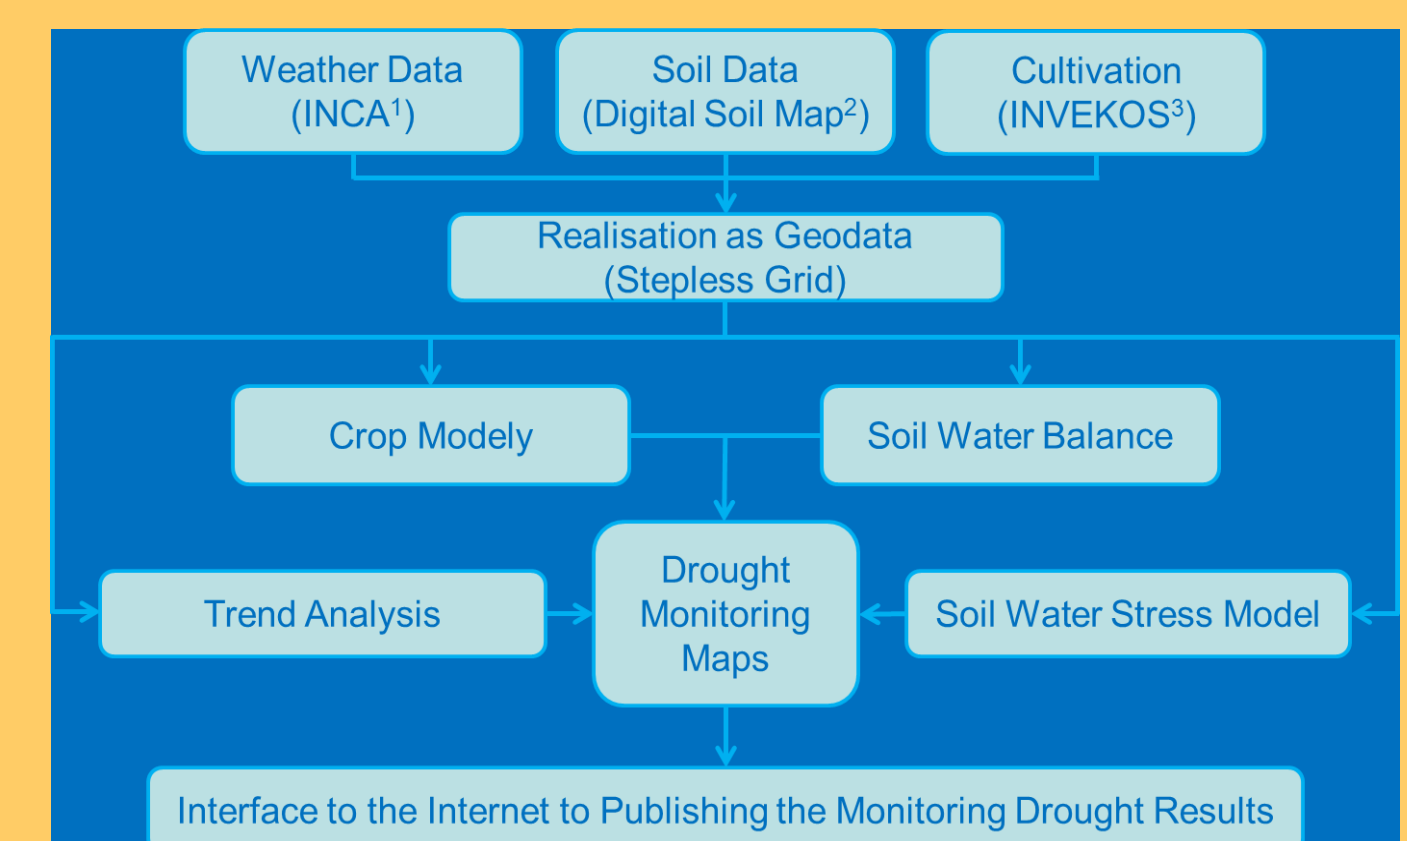 Weather Data
(INCA¹)
Soil Data
(Digital Soil Map²)
Cultivation
(INVEKOS³)
Realisation as Geodata
(Stepless Grid)
Crop Modely
Soil Water Balance
Trend Analysis
Drought
Monitoring
Maps
Soil Water Stress Model
Interface to the Internet to Publishing the Monitoring Drought Results